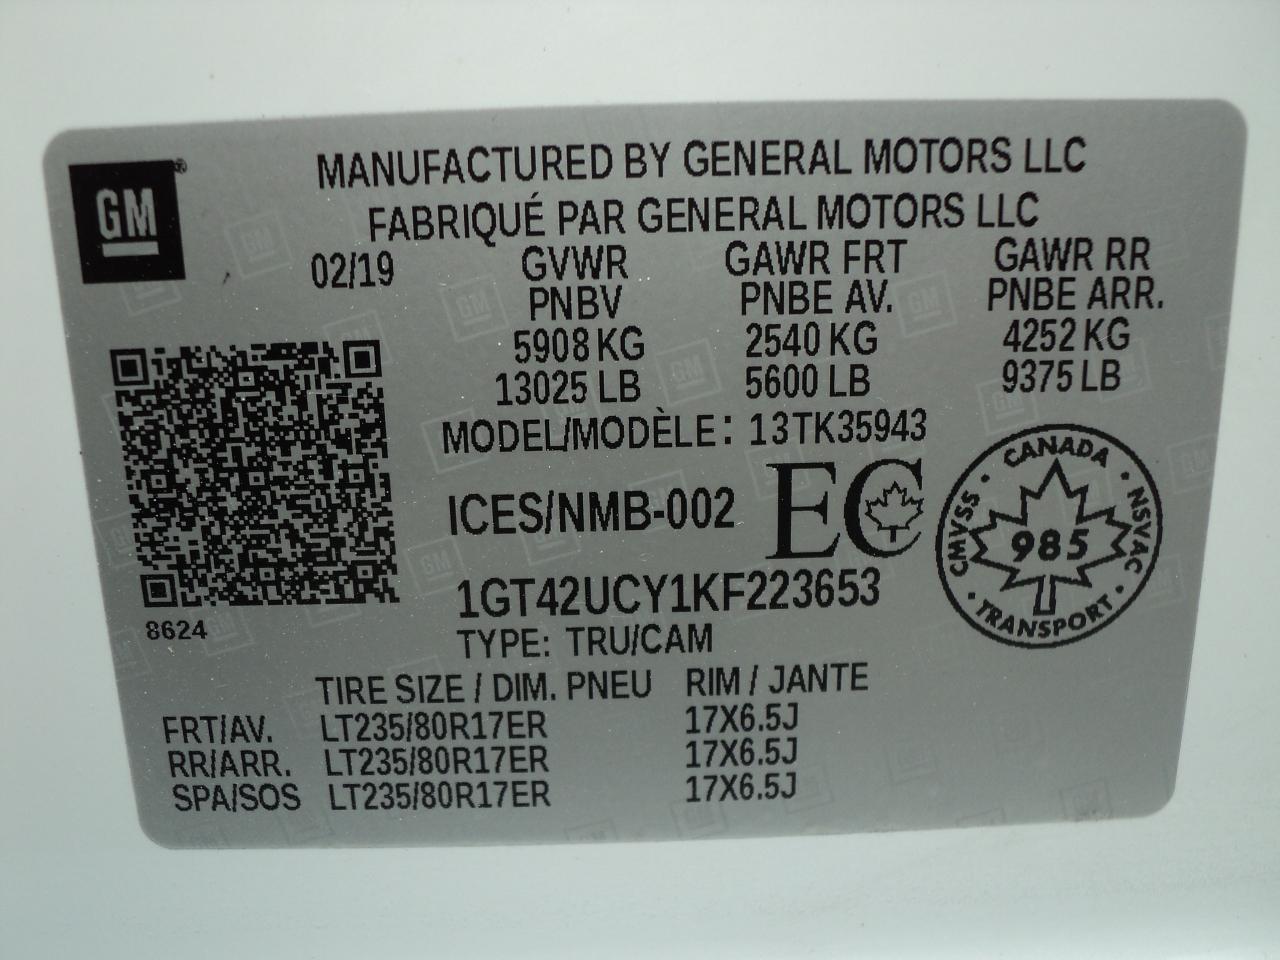 GM®
MANUFACTURED BY GENERAL MOTORS LLC
FABRIQUÉ PAR GENERAL MOTORS LLC
02/19 GVWR GAWR FRT GAWR RR
PNBV PNBE AV. PNBE ARR.
5908 KG 2540 KG 4252 KG
13025 LB 5600 LB 9375 LB
MODEL/MODÈLE: 13TK35943
ICES/NMB-002 EC
CANADA
CMVSS 985 NSVAC
TRANSPORT
1GT42UCY1KF223653
8624
TYPE: TRU/CAM
TIRE SIZE / DIM. PNEU RIM / JANTE
FRT/AV. LT235/80R17ER 17X6.5J
RR/ARR. LT235/80R17ER 17X6.5J
SPA/SOS LT235/80R17ER 17X6.5J